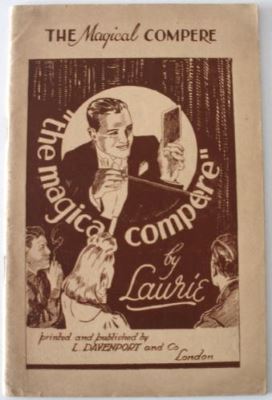 THE Magical COMPERE
"the magical compere"
by
Laurie
printed and published by
L. DAVENPORT and Co
London